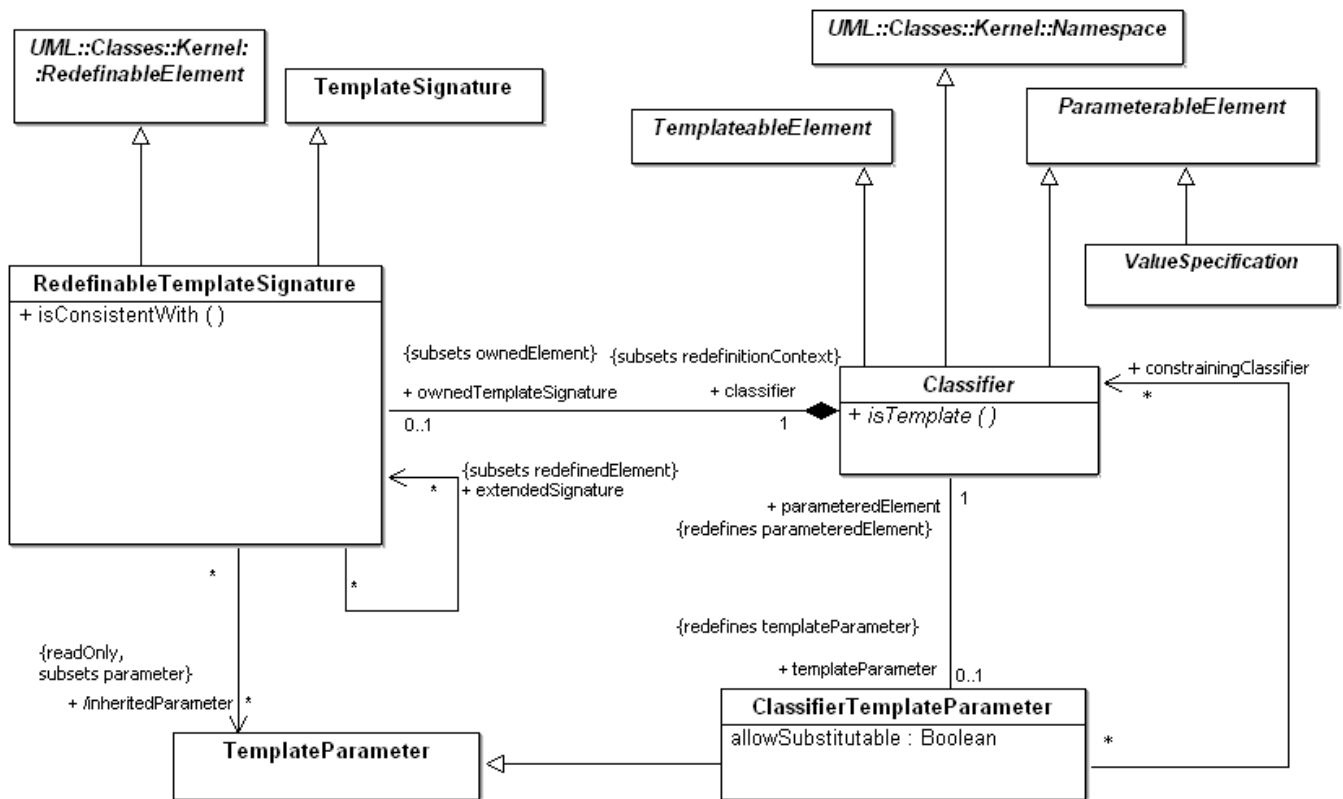 UML::Classes::Kernel::Namespace
UML::Classes::Kernel:
:RedefinableElement
TemplateSignature
TemplateableElement
ParameterableElement
ValueSpecification
RedefinableTemplateSignature
+ isConsistentWith ( )
{subsets ownedElement}
{subsets redefinitionContext}
+ ownedTemplateSignature
+ classifier
0..1
1
Classifier
+ isTemplate ( )
+ constrainingClassifier
*
{subsets redefinedElement}
*
+ extendedSignature
*
+ parameteredElement
1
{redefines parameteredElement}
*
{redefines templateParameter}
+ templateParameter
0..1
{readOnly,
subsets parameter}
+ /inheritedParameter
*
TemplateParameter
ClassifierTemplateParameter
allowSubstitutable : Boolean
*